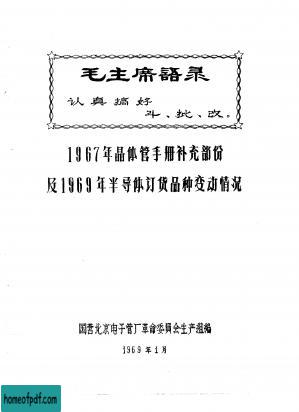 毛主席語录
认真搞好
斗、批、改。
1967年晶体管手册补充部份
及1969年半导体订货品种变动情况
国营北京电子管厂革命委员会生产组编
1969年1月
homeofpdf.com
homeofpdf.com